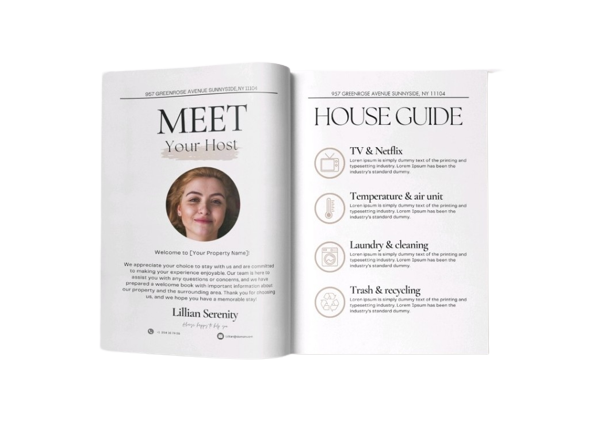 957 GREENROSE AVENUE SUNNYSIDE, NY 11104
MEET
Your Host
Welcome to [Your Property Name]!
We appreciate your choice to stay with us and are committed
to making your experience enjoyable. Our team is here to
assist you with any questions or concerns and we have
prepared a welcome book with important information about
our property and the surrounding area. Thank you for choosing
us, and we hope you have a memorable stay!
Lillian Serenity
Always happy to help you
957 GREENROSE AVENUE SUNNYSIDE, NY 11104
HOUSE GUIDE
TV & Netflix
Lorem Ipsum is simply dummy text of the printing and
typesetting industry. Lorem Ipsum has been the
industry's standard dummy.
Temperature & air unit
Lorem Ipsum is simply dummy text of the printing and
typesetting industry. Lorem Ipsum has been the
industry's standard dummy.
Laundry & cleaning
Lorem Ipsum is simply dummy text of the printing and
typesetting industry. Lorem Ipsum has been the
industry's standard dummy.
Trash & recycling
Lorem Ipsum is simply dummy text of the printing and
typesetting industry. Lorem Ipsum has been the
industry's standard dummy.